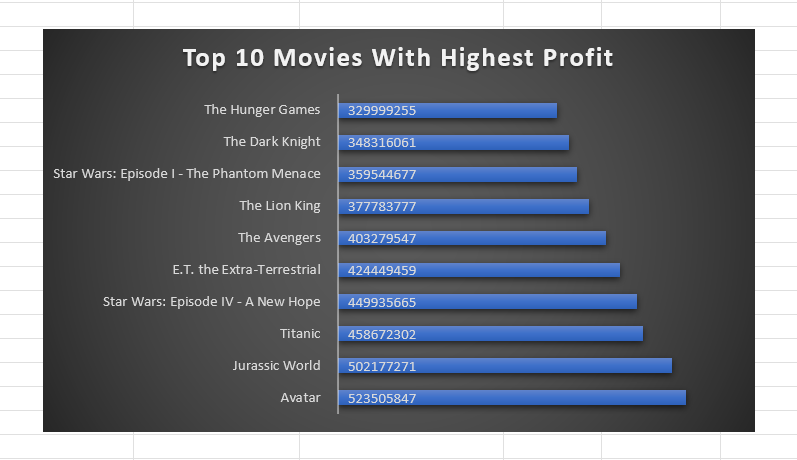 Top 10 Movies With Highest Profit
The Hunger Games 329999255
The Dark Knight 348316061
Star Wars: Episode I - The Phantom Menace 359544677
The Lion King 377783777
The Avengers 403279547
E.T. the Extra-Terrestrial 424449459
Star Wars: Episode IV - A New Hope 449935665
Titanic 458672302
Jurassic World 502177271
Avatar 523505847